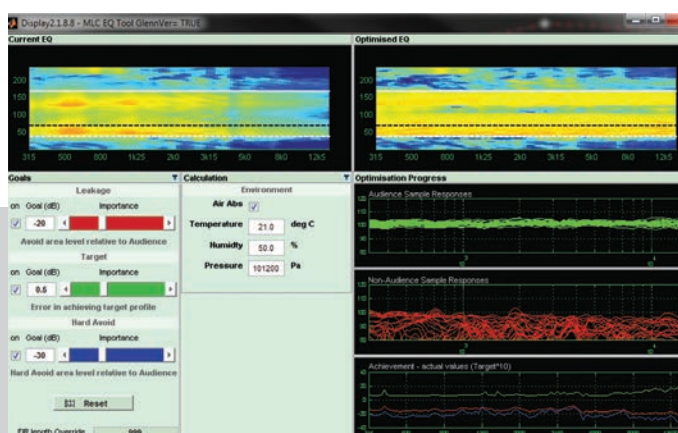 Display2.1.8.8 - MLC EQ Tool GlennVer= TRUE
Current EQ
Optimised EQ
200
150
100
50
315 500 800 1k25 2k0 3k15 5k0 8k0 12k5
200
150
100
50
315 500 800 1k25 2k0 3k15 5k0 8k0 12k5
Goals
Leakage
on Goal (dB) Importance
-20
Avoid area level relative to Audience
Target
on Goal (dB) Importance
0.5
Error in achieving target profile
Hard Avoid
on Goal (dB) Importance
-30
Hard Avoid area level relative to Audience
Reset
DB length Override 999
Calculation
Environment
Air Abs
Temperature 21.0 deg C
Humidty 50.0 %
Pressure 101200 Pa
Optimisation Progress
Audience Sample Responses
Non-Audience Sample Responses
Achievement - actual values (Target*10)